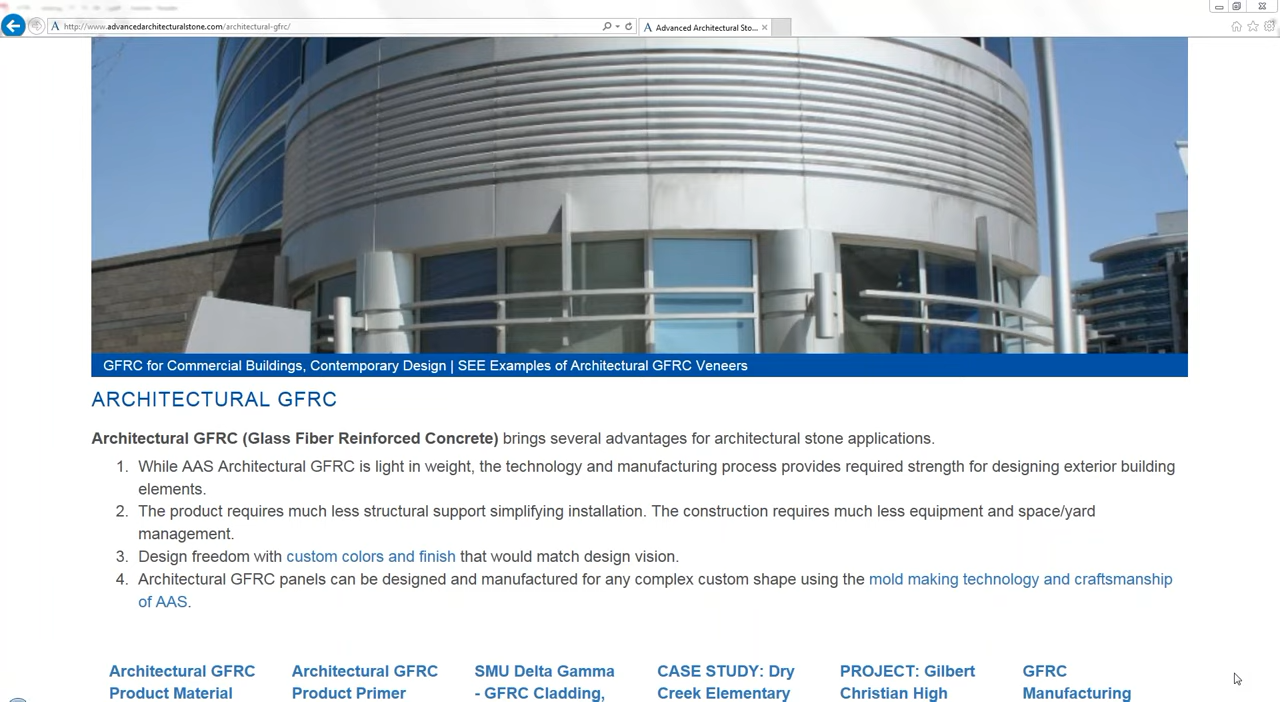 http://www.advancedarchitecturalstone.com/architectural-gfrc/
Advanced Architectural Sto...
GFRC for Commercial Buildings, Contemporary Design | SEE Examples of Architectural GFRC Veneers
ARCHITECTURAL GFRC
Architectural GFRC (Glass Fiber Reinforced Concrete) brings several advantages for architectural stone applications.
1. While AAS Architectural GFRC is light in weight, the technology and manufacturing process provides required strength for designing exterior building
elements.
2. The product requires much less structural support simplifying installation. The construction requires much less equipment and space/yard
management.
3. Design freedom with custom colors and finish that would match design vision.
4. Architectural GFRC panels can be designed and manufactured for any complex custom shape using the mold making technology and craftsmanship
of AAS.
Architectural GFRC Architectural GFRC SMU Delta Gamma CASE STUDY: Dry PROJECT: Gilbert GFRC
Product Material Product Primer - GFRC Cladding, Creek Elementary Christian High Manufacturing